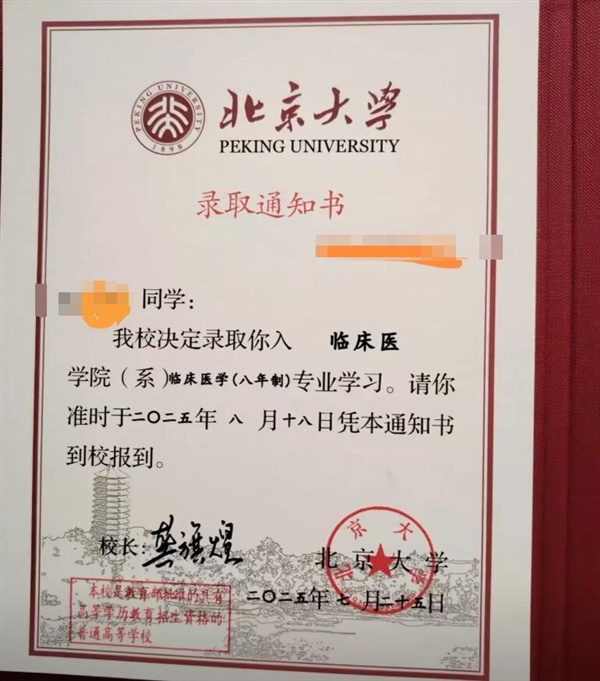 PEKING UNIVERSITY
1898
北京大学
PEKING UNIVERSITY
录取通知书
同学：
我校决定录取你入 临床医
学院（系）临床医学（八年制）专业学习。请你
准时于二〇二五年 八 月十八日凭本通知书
到校报到。
校长：龚旗煌
北京大学
北京大学
二〇二五年七月二十五日
本校是教育部批准的具有
高等学历教育招生资格的
普通高等学校